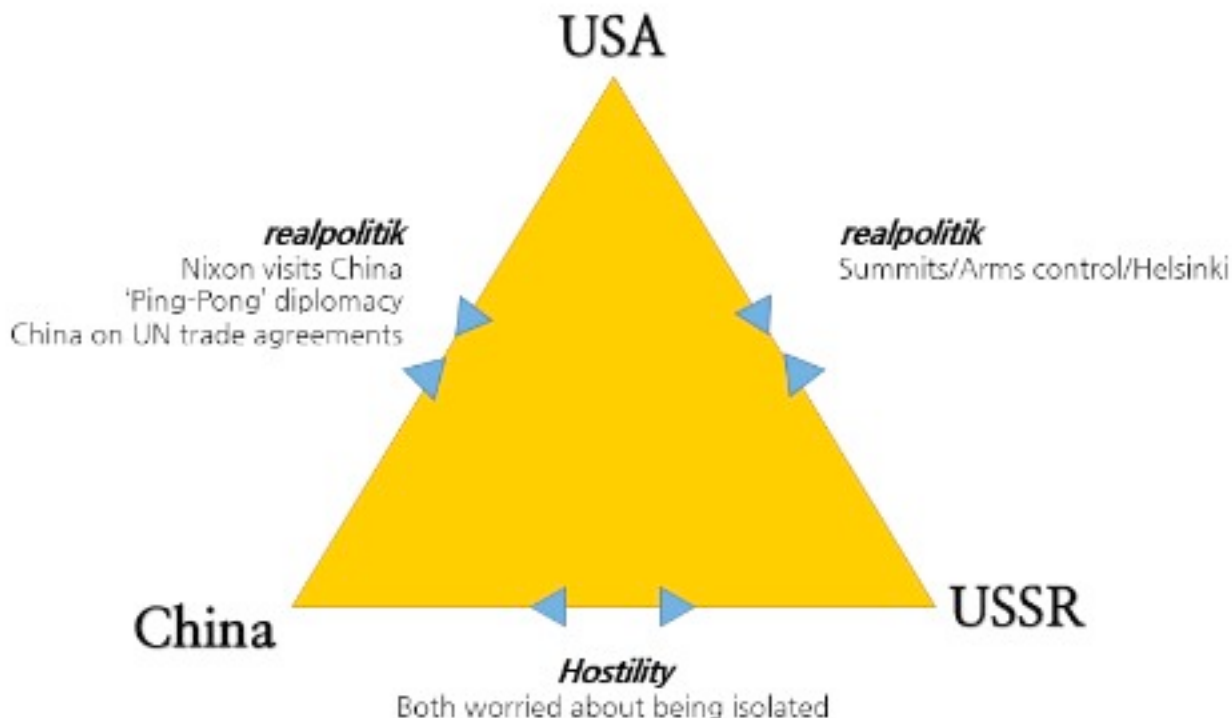 USA
realpolitik
Nixon visits China
‘Ping-Pong’ diplomacy
China on UN trade agreements
realpolitik
Summits/Arms control/Helsinki
China
USSR
Hostility
Both worried about being isolated